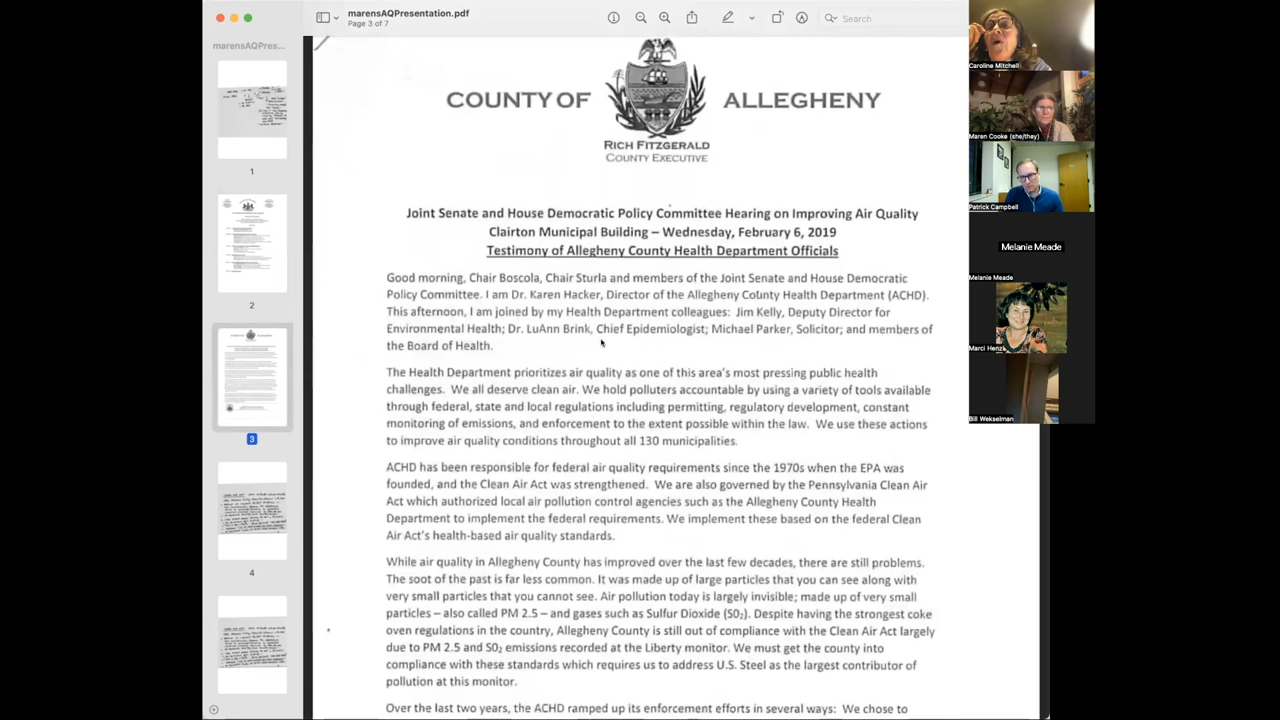 marensAQPresentation.pdf
Page 3 of 7
Search
marensAQPres...
1
2
3
4
COUNTY OF ALLEGHENY
RICH FITZGERALD
COUNTY EXECUTIVE
Joint Senate and House Democratic Policy Committee Hearing on Improving Air Quality
Clairton Municipal Building – Wednesday, February 6, 2019
Testimony of Allegheny County Health Department Officials
Good morning, Chair Boscola, Chair Sturla and members of the Joint Senate and House Democratic
Policy Committee. I am Dr. Karen Hacker, Director of the Allegheny County Health Department (ACHD).
This afternoon, I am joined by my Health Department colleagues: Jim Kelly, Deputy Director for
Environmental Health; Dr. LuAnn Brink, Chief Epidemiologist; Michael Parker, Solicitor; and members of
the Board of Health.
The Health Department prioritizes air quality as one of this area's most pressing public health
challenges. We all deserve clean air. We hold polluters accountable by using a variety of tools available
through federal, state and local regulations including permitting, regulatory development, constant
monitoring of emissions, and enforcement to the extent possible within the law. We use these actions
to improve air quality conditions throughout all 130 municipalities.
ACHD has been responsible for federal air quality requirements since the 1970s when the EPA was
founded, and the Clean Air Act was strengthened. We are also governed by the Pennsylvania Clean Air
Act which authorized local air pollution control agencies such as the Allegheny County Health
Department to implement the federal requirements. We implement these based on the federal Clean
Air Act's health-based air quality standards.
While air quality in Allegheny County has improved over the last few decades, there are still problems.
The soot of the past is far less common. It was made up of large particles that you can see along with
very small particles that you cannot see. Air pollution today is largely invisible; made up of very small
particles – also called PM 2.5 – and gases such as Sulfur Dioxide (S0₂). Despite having the strongest coke
oven regulations in the country, Allegheny County is still out of compliance with the Clean Air Act largely
due to PM2.5 and S0₂ emissions recorded at the Liberty monitor. We must get the county into
compliance with these standards which requires us to address U.S. Steel as the largest contributor of
pollution at this monitor.
Over the last two years, the ACHD ramped up its enforcement efforts in several ways: We chose to
Caroline Mitchell
Maren Cooke (she/they)
Patrick Campbell
Melanie Meade
Melanie Meade
Marci Henz
Bill Wekselman